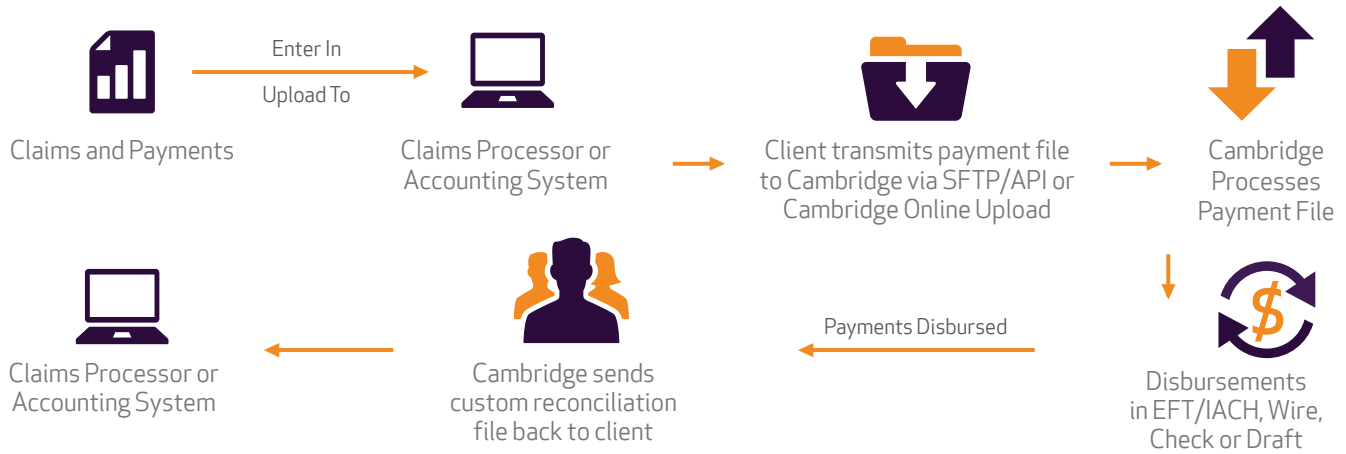 Enter In
Upload To
Claims and Payments
Claims Processor or
Accounting System
Client transmits payment file
to Cambridge via SFTP/API or
Cambridge Online Upload
Cambridge
Processes
Payment File
$
Disbursements
in EFT/IACH, Wire,
Check or Draft
Payments Disbursed
Cambridge sends
custom reconciliation
file back to client
Claims Processor or
Accounting System